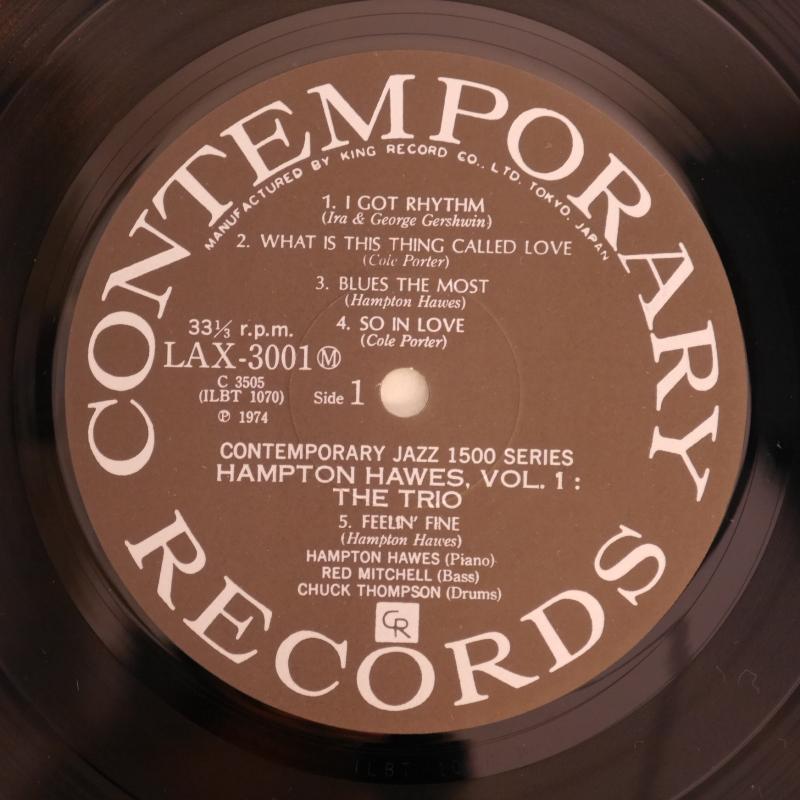 CONTEMPORARY
MANUFACTURED BY KING RECORD CO., LTD. TOKYO, JAPAN
1. I GOT RHYTHM
(Ira & George Gershwin)
2. WHAT IS THIS THING CALLED LOVE
(Cole Porter)
3. BLUES THE MOST
(Hampton Hawes)
4. SO IN LOVE
(Cole Porter)
33⅓ r.p.m.
LAX-3001 Ⓜ
C 3505
(ILBT 1070)
℗ 1974
Side 1
CONTEMPORARY JAZZ 1500 SERIES
HAMPTON HAWES, VOL. 1 :
THE TRIO
5. FEELIN' FINE
(Hampton Hawes)
HAMPTON HAWES (Piano)
RED MITCHELL (Bass)
CHUCK THOMPSON (Drums)
CR
RECORDS